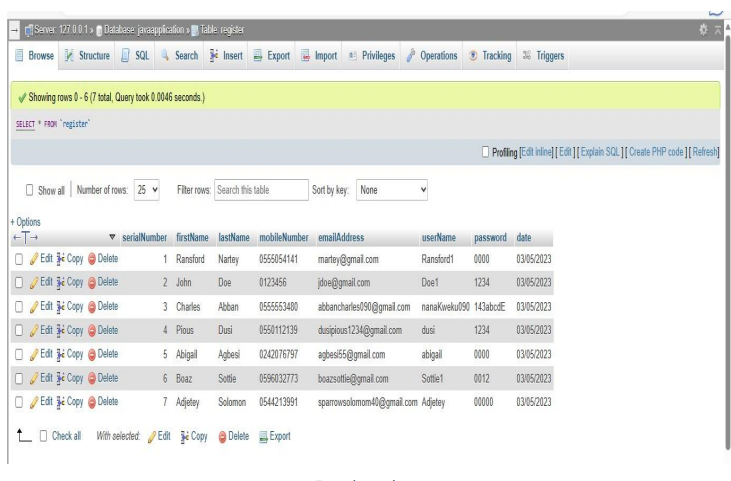 Server: 127.0.0.1 » Database: javaapplication » Table: register
Browse Structure SQL Search Insert Export Import Privileges Operations Tracking Triggers
Showing rows 0 - 6 (7 total, Query took 0.0046 seconds.)
SELECT * FROM `register`
Profiling [Edit inline] [ Edit ] [ Explain SQL ] [ Create PHP code ] [ Refresh]
Show all | Number of rows: 25 Filter rows: Search this table Sort by key: None
+ Options
←T→ serialNumber firstName lastName mobileNumber emailAddress userName password date
Edit Copy Delete 1 Ransford Nartey 0555054141 martey@gmail.com Ransford1 0000 03/05/2023
Edit Copy Delete 2 John Doe 0123456 jdoe@gmail.com Doe1 1234 03/05/2023
Edit Copy Delete 3 Charles Abban 0555553480 abbancharles090@gmail.com nanaKweku090 143abcdE 03/05/2023
Edit Copy Delete 4 Pious Dusi 0550112139 dusipious1234@gmail.com dusi 1234 03/05/2023
Edit Copy Delete 5 Abigail Agbesi 0242076797 agbesi55@gmail.com abigail 0000 03/05/2023
Edit Copy Delete 6 Boaz Sottie 0596032773 boazsottie@gmail.com Sottie1 0012 03/05/2023
Edit Copy Delete 7 Adjetey Solomon 0544213991 sparrowsolomom40@gmail.com Adjetey 00000 03/05/2023
Check all With selected: Edit Copy Delete Export